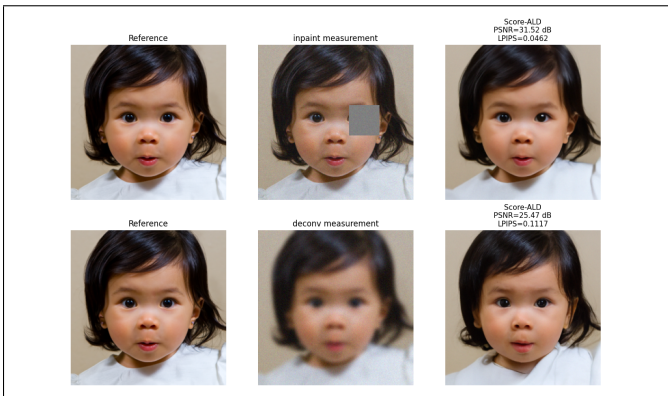 Reference
inpaint measurement
Score-ALD
PSNR=31.52 dB
LPIPS=0.0462
Reference
deconv measurement
Score-ALD
PSNR=25.47 dB
LPIPS=0.1117